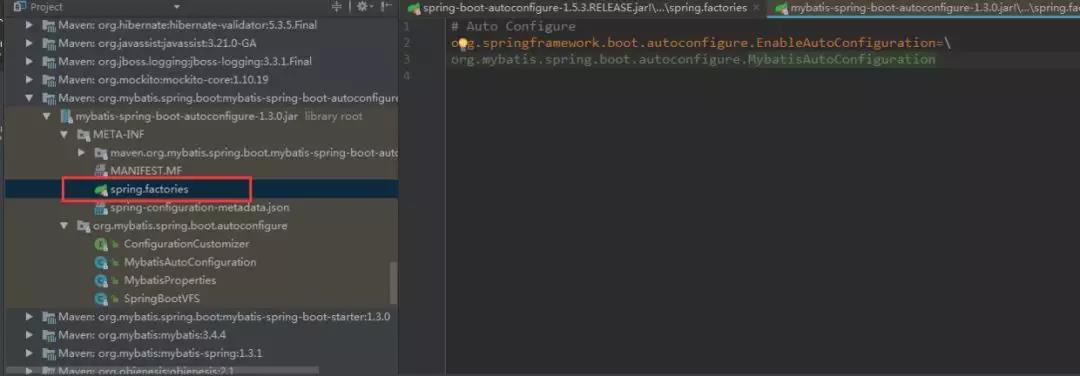 Project
Maven: org.hibernate:hibernate-validator:5.3.5.Final
Maven: org.javassist:javassist:3.21.0-GA
Maven: org.jboss.logging:jboss-logging:3.3.1.Final
Maven: org.mockito:mockito-core:1.10.19
Maven: org.mybatis.spring.boot:mybatis-spring-boot-autoconfigure
mybatis-spring-boot-autoconfigure-1.3.0.jar library root
META-INF
maven.org.mybatis.spring.boot.mybatis-spring-boot-auto
MANIFEST.MF
spring.factories
spring-configuration-metadata.json
org.mybatis.spring.boot.autoconfigure
ConfigurationCustomizer
MybatisAutoConfiguration
MybatisProperties
SpringBootVFS
Maven: org.mybatis.spring.boot:mybatis-spring-boot-starter:1.3.0
Maven: org.mybatis:mybatis:3.4.4
Maven: org.mybatis:mybatis-spring:1.3.1
Maven: org.objenesis:objenesis:2.1
spring-boot-autoconfigure-1.5.3.RELEASE.jar!\...\spring.factories
mybatis-spring-boot-autoconfigure-1.3.0.jar!\...\spring.fa
1 # Auto Configure
2 org.springframework.boot.autoconfigure.EnableAutoConfiguration=\
3 org.mybatis.spring.boot.autoconfigure.MybatisAutoConfiguration
4